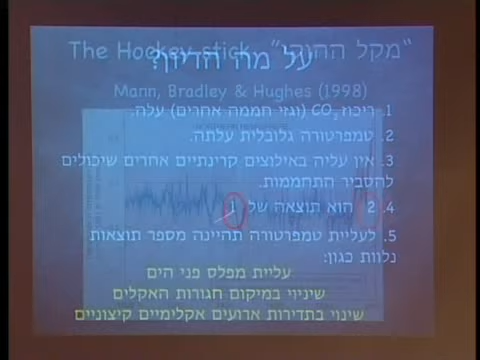 The Hockey stick "מקל ההוקי"
על מה הדיון?
Mann, Bradley & Hughes (1998)
1. ריכוז CO2 (וגזי חממה אחרים) עלה.
2. טמפרטורה גלובלית עלתה.
3. אין עליה באילוצים קרינתיים אחרים שיכולים
להסביר התחממות.
4. 2 הוא תוצאה של 1
5. לעליית טמפרטורה תהיינה מספר תוצאות
נלוות כגון:
עליית מפלס פני הים
שינויי במיקום חגורות האקלים
שינוי בתדירות ארועים אקלימיים קיצוניים